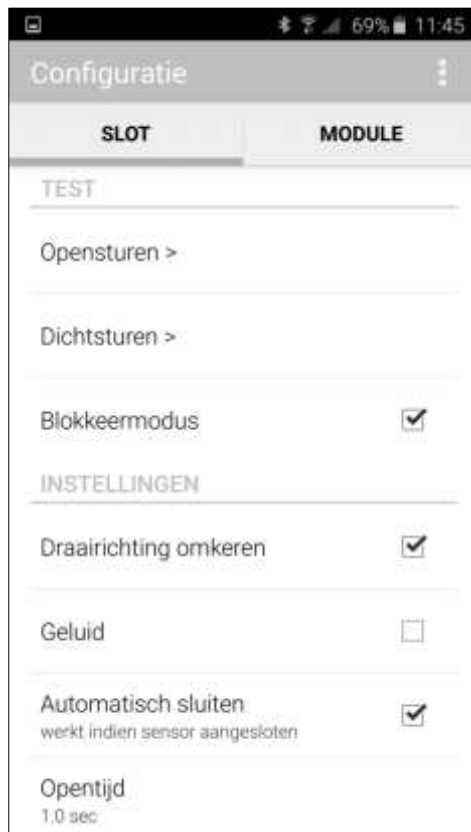 69% 11:45
Configuratie
SLOT MODULE
TEST
Opensturen >
Dichtsturen >
Blokkeermodus
INSTELLINGEN
Draairichting omkeren
Geluid
Automatisch sluiten
werkt indien sensor aangesloten
Opentijd
1.0 sec